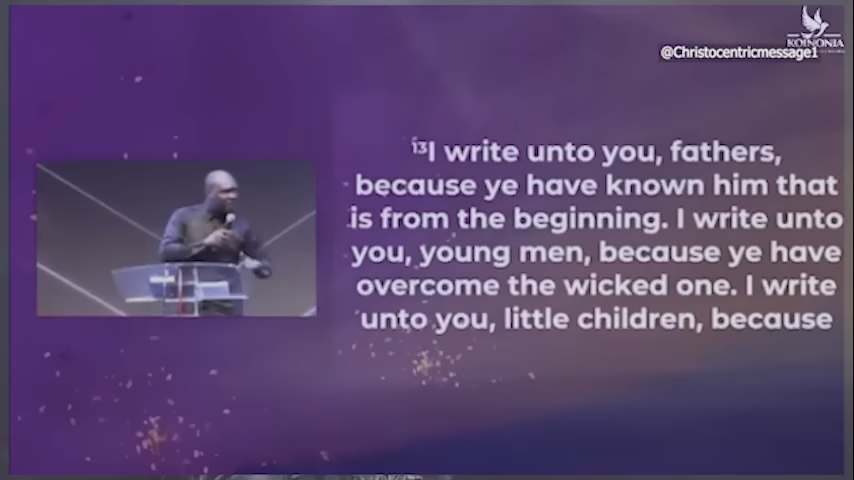 KOINONIA
@Christocentricmessage1
13I write unto you, fathers,
because ye have known him that
is from the beginning. I write unto
you, young men, because ye have
overcome the wicked one. I write
unto you, little children, because